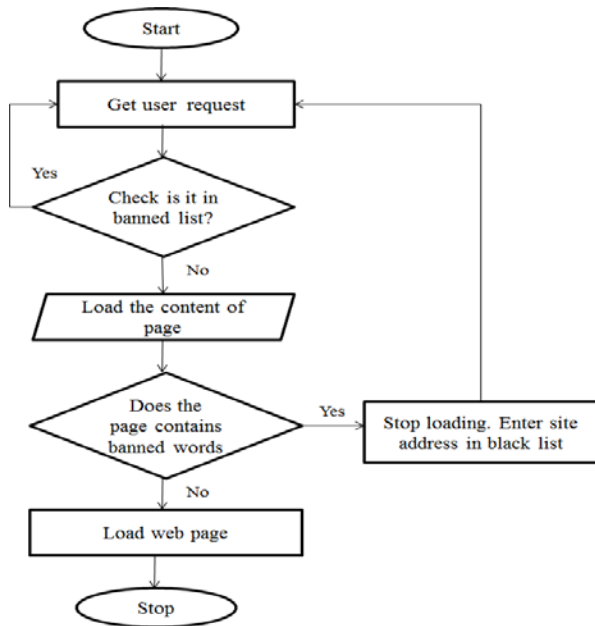 Start
Get user request
Yes
Check is it in
banned list?
No
Load the content of
page
Does the
page contains
banned words
Yes
Stop loading. Enter site
address in black list
No
Load web page
Stop